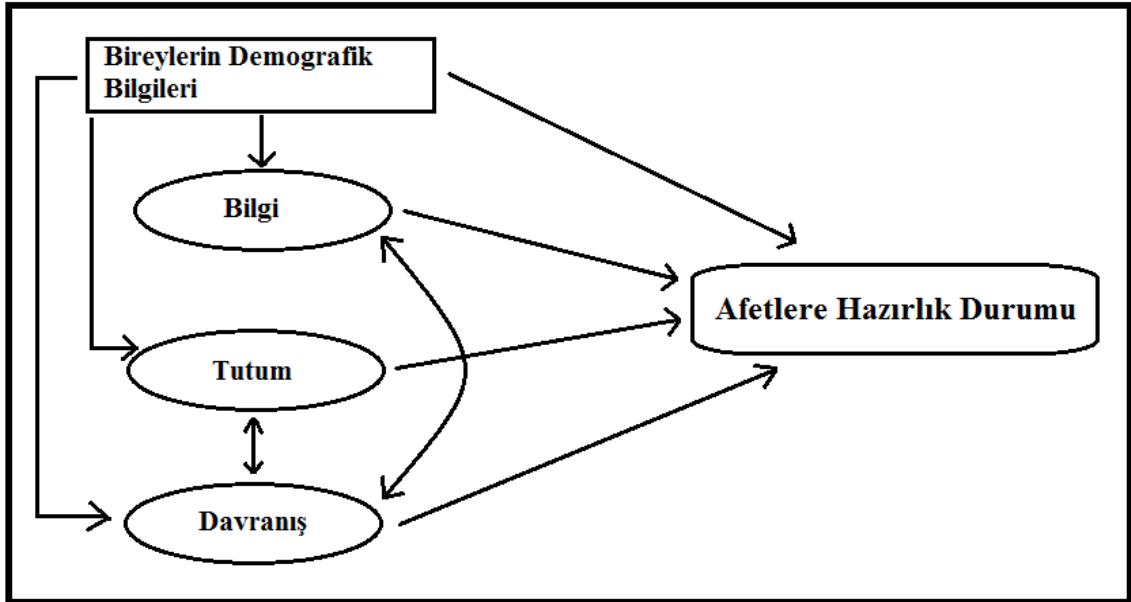 Bireylerin Demografik
Bilgileri
Bilgi
Afetlere Hazırlık Durumu
Tutum
Davranış